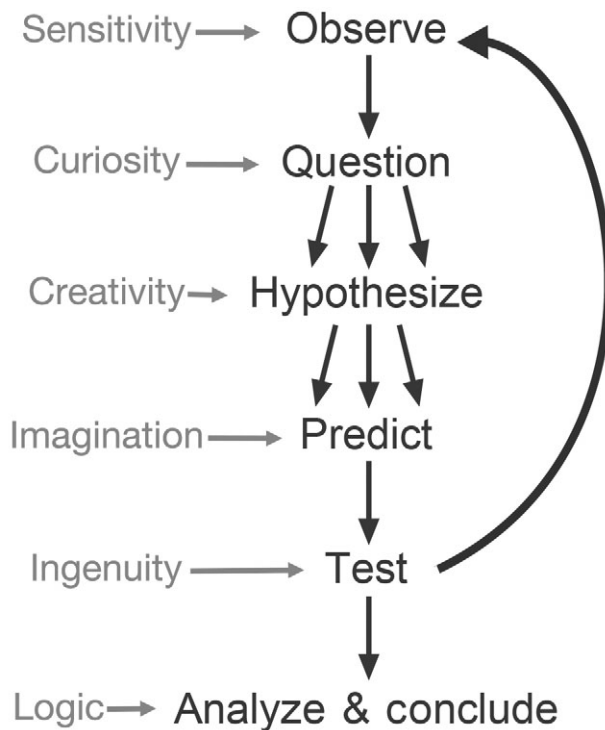 Sensitivity Observe
Curiosity Question
Creativity Hypothesize
Imagination Predict
Ingenuity Test
Logic Analyze & conclude